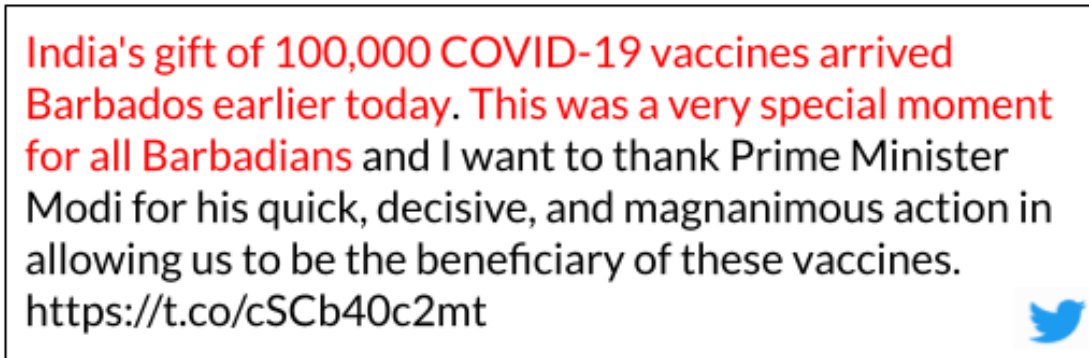 India's gift of 100,000 COVID-19 vaccines arrived
Barbados earlier today. This was a very special moment
for all Barbadians and I want to thank Prime Minister
Modi for his quick, decisive, and magnanimous action in
allowing us to be the beneficiary of these vaccines.
https://t.co/cSCb40c2mt